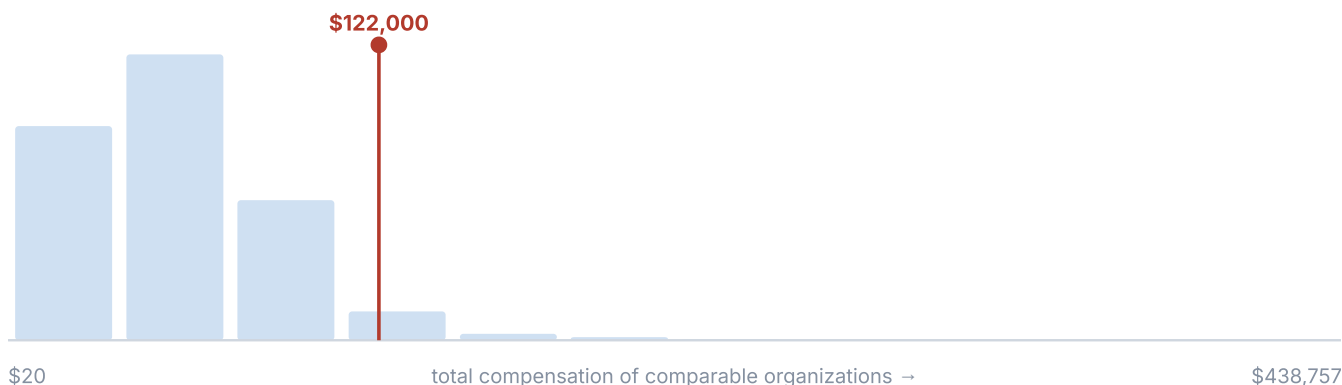 $122,000
$20 total compensation of comparable organizations → $438,757